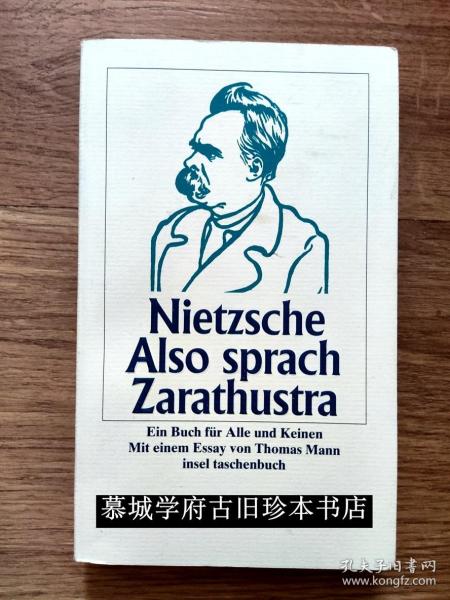 Nietzsche
Also sprach
Zarathustra
Ein Buch für Alle und Keinen
Mit einem Essay von Thomas Mann
insel taschenbuch
慕城学府古旧珍本书店
孔夫子旧书网
www.kongfz.com